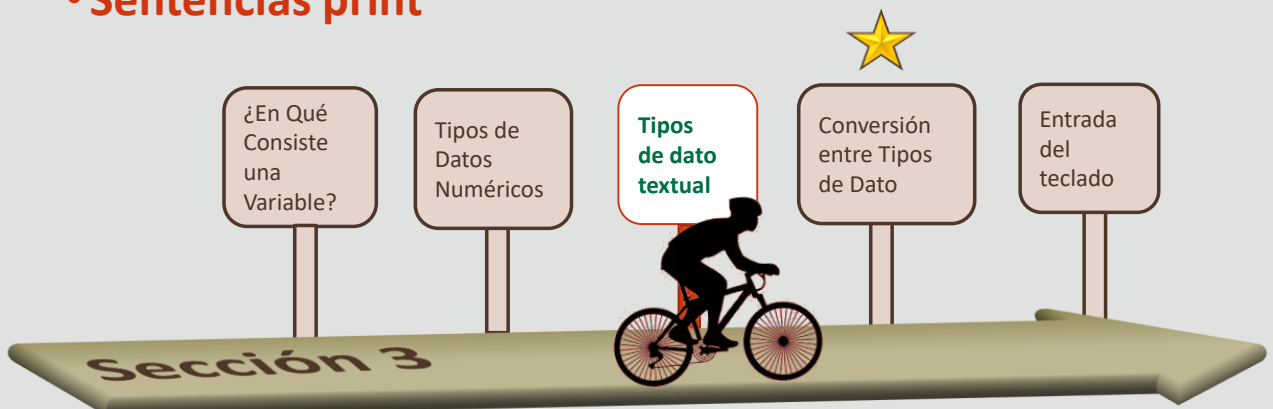 • Sentencias print
¿En Qué
Consiste
una
Variable?
Tipos de
Datos
Numéricos
Tipos
de dato
textual
Conversión
entre Tipos
de Dato
Entrada
del
teclado
Sección 3